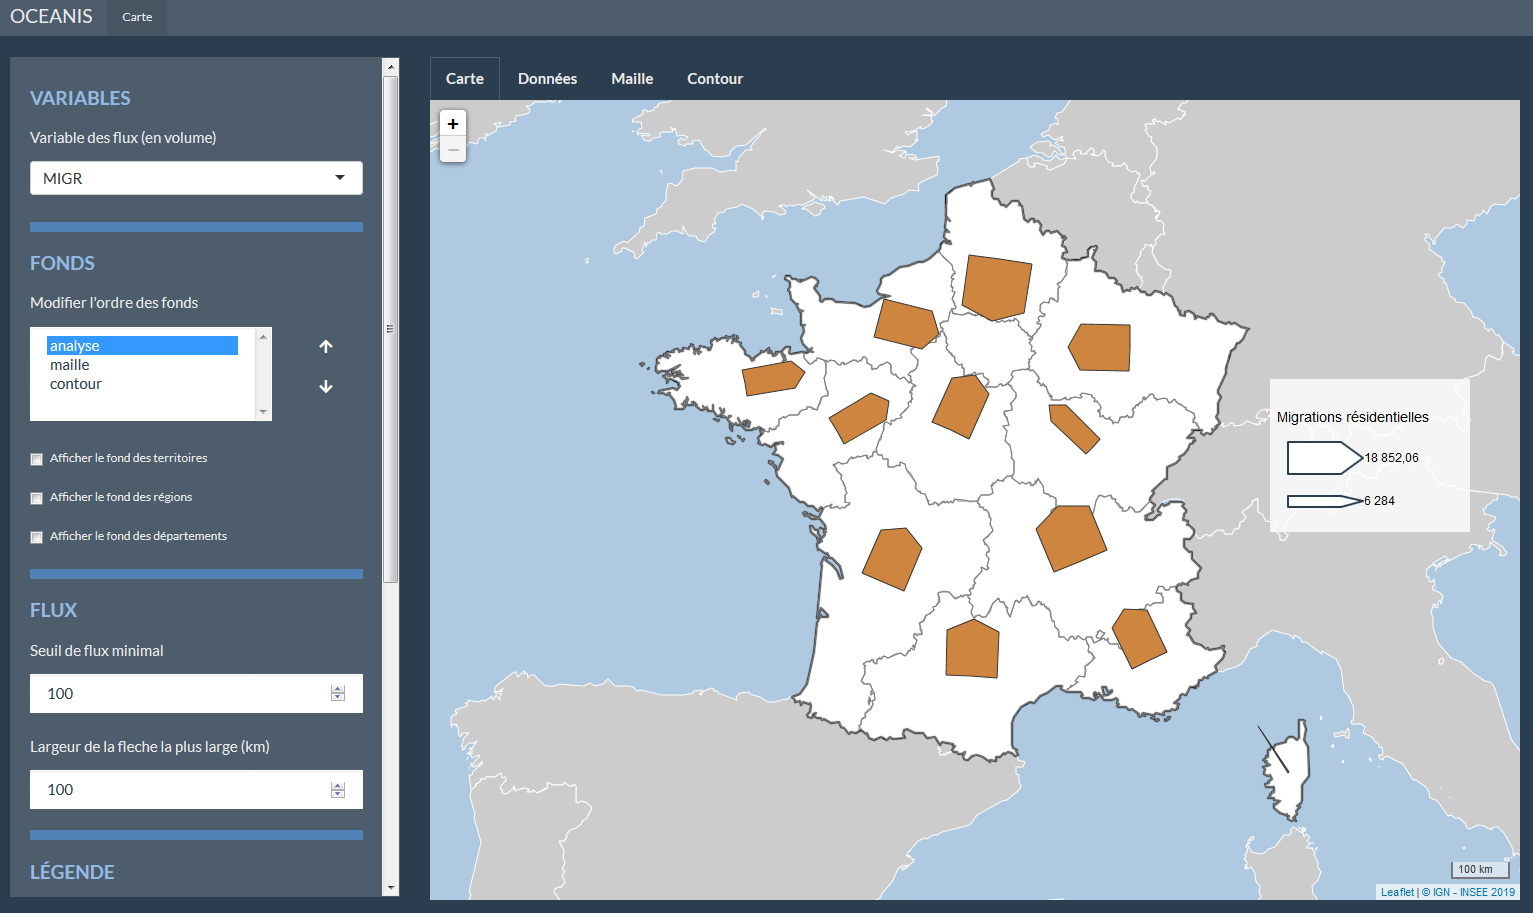 OCEANIS
Carte
VARIABLES
Variable des flux (en volume)
MIGR
FONDS
Modifier l'ordre des fonds
analyse
maille
contour
Afficher le fond des territoires
Afficher le fond des régions
Afficher le fond des départements
FLUX
Seuil de flux minimal
100
Largeur de la fleche la plus large (km)
100
LÉGENDE
Carte
Données
Maille
Contour
+
−
Migrations résidentielles
18 852,06
6 284
100 km
Leaflet | © IGN - INSEE 2019